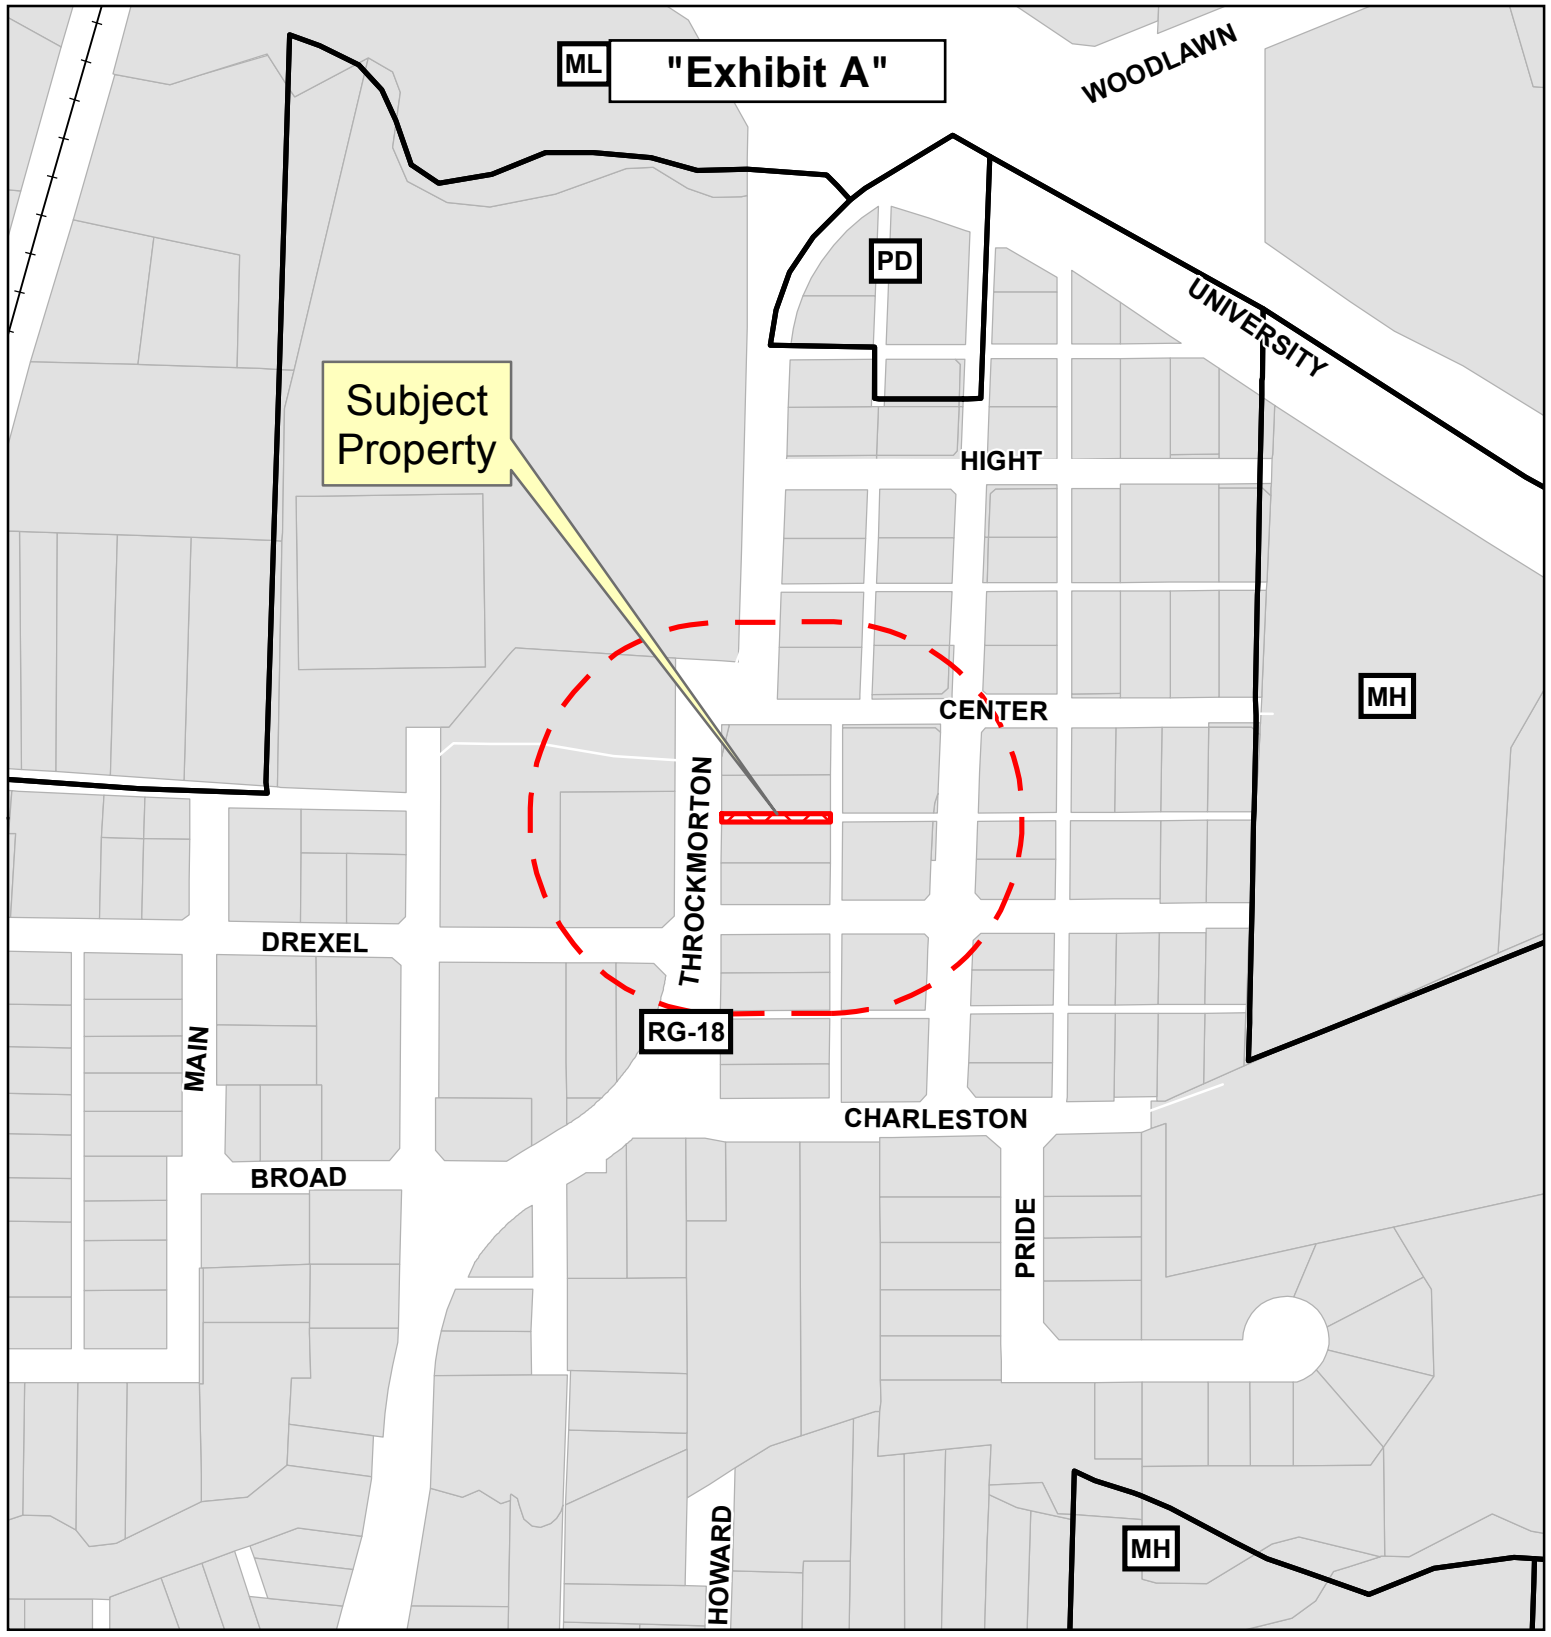 ML
"Exhibit A"
WOODLAWN
PD
UNIVERSITY
Subject
Property
HIGHT
MH
CENTER
THROCKMORTON
DREXEL
RG-18
MAIN
CHARLESTON
BROAD
PRIDE
HOWARD
MH